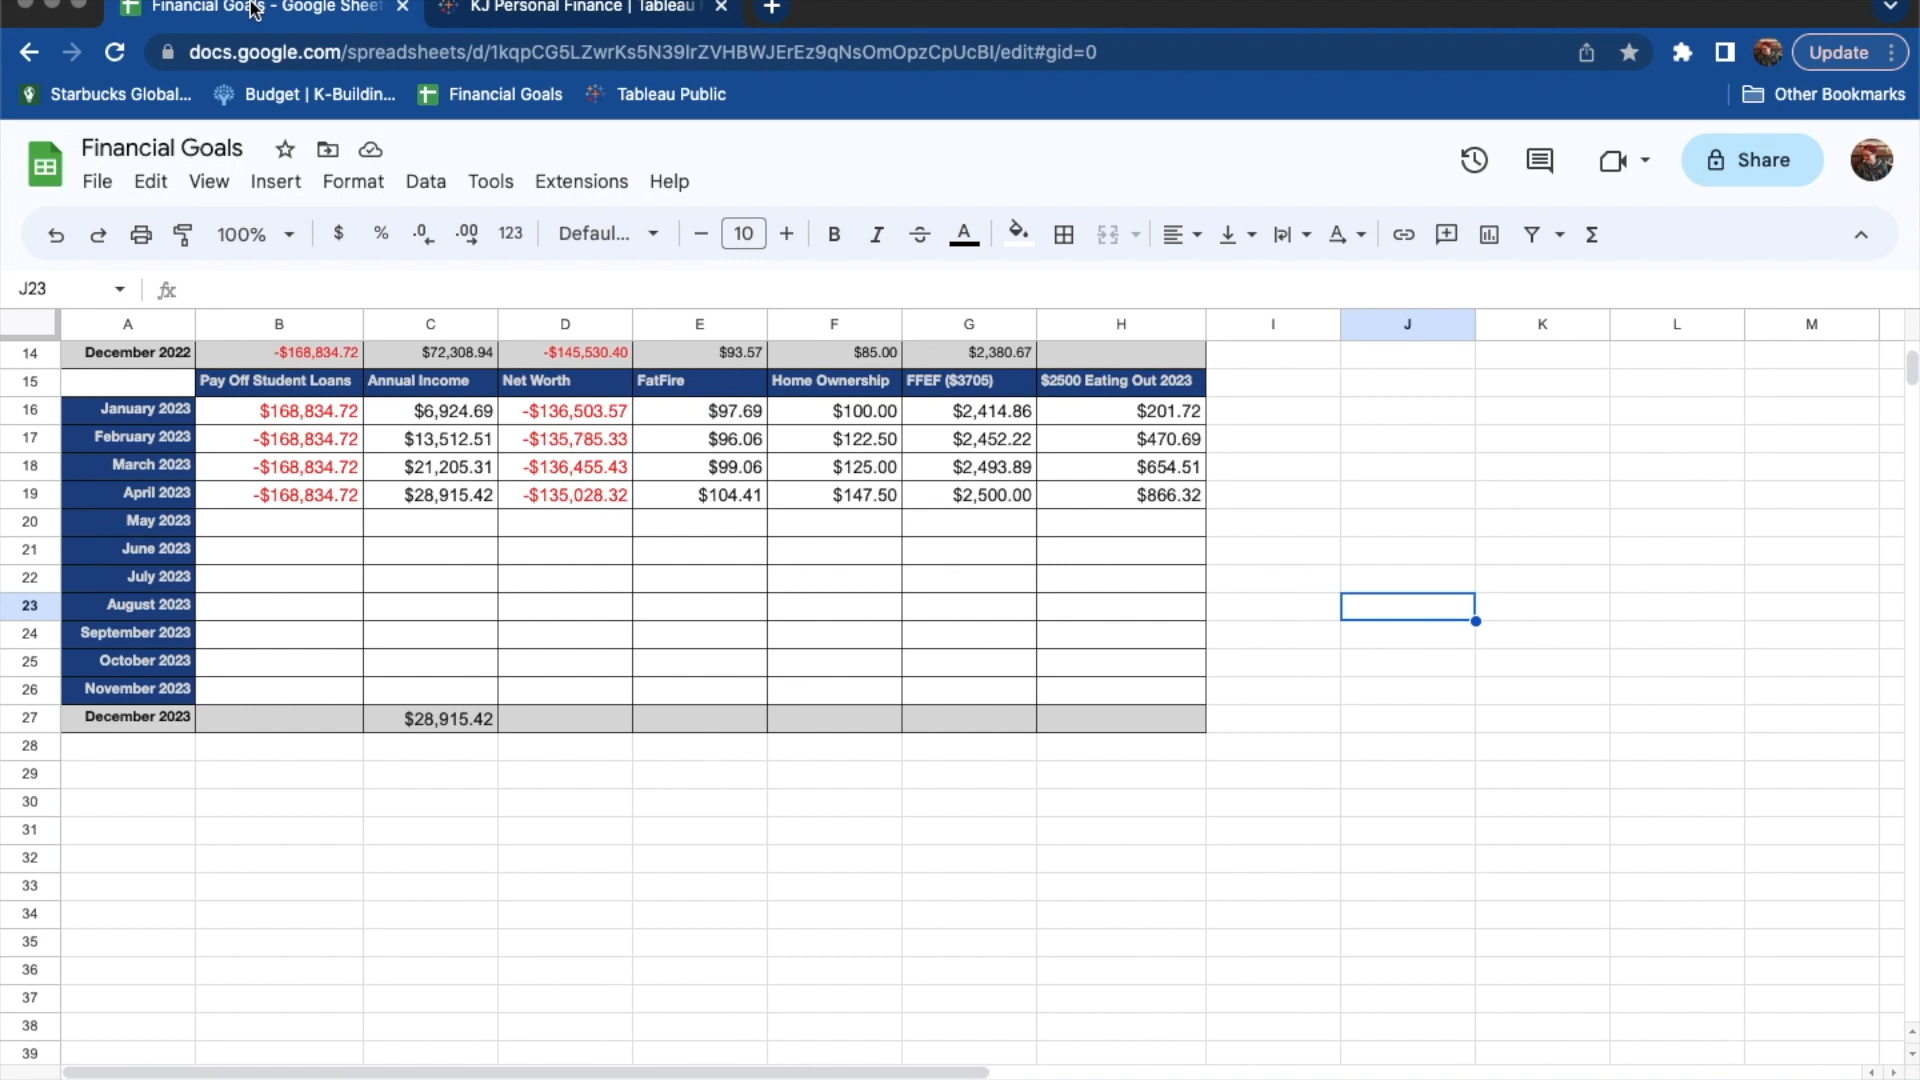 Financial Goals - Google Sheet
KJ Personal Finance | Tableau
docs.google.com/spreadsheets/d/1kqpCG5LZwrKs5N39lrZVHBWJErEz9qNsOmOpzCpUcBI/edit#gid=0
Update
Starbucks Global... Budget | K-Buildin... Financial Goals Tableau Public Other Bookmarks
Financial Goals
Share
File Edit View Insert Format Data Tools Extensions Help
100% $ % .0 .00 123 Defaul... 10 B I A
J23 fx
A B C D E F G H I J K L M
14 December 2022 -$168,834.72 $72,308.94 -$145,530.40 $93.57 $85.00 $2,380.67
15 Pay Off Student Loans Annual Income Net Worth FatFire Home Ownership FFEF ($3705) $2500 Eating Out 2023
16 January 2023 $168,834.72 $6,924.69 -$136,503.57 $97.69 $100.00 $2,414.86 $201.72
17 February 2023 -$168,834.72 $13,512.51 -$135,785.33 $96.06 $122.50 $2,452.22 $470.69
18 March 2023 -$168,834.72 $21,205.31 -$136,455.43 $99.06 $125.00 $2,493.89 $654.51
19 April 2023 -$168,834.72 $28,915.42 -$135,028.32 $104.41 $147.50 $2,500.00 $866.32
20 May 2023
21 June 2023
22 July 2023
23 August 2023
24 September 2023
25 October 2023
26 November 2023
27 December 2023 $28,915.42
28
29
30
31
32
33
34
35
36
37
38
39